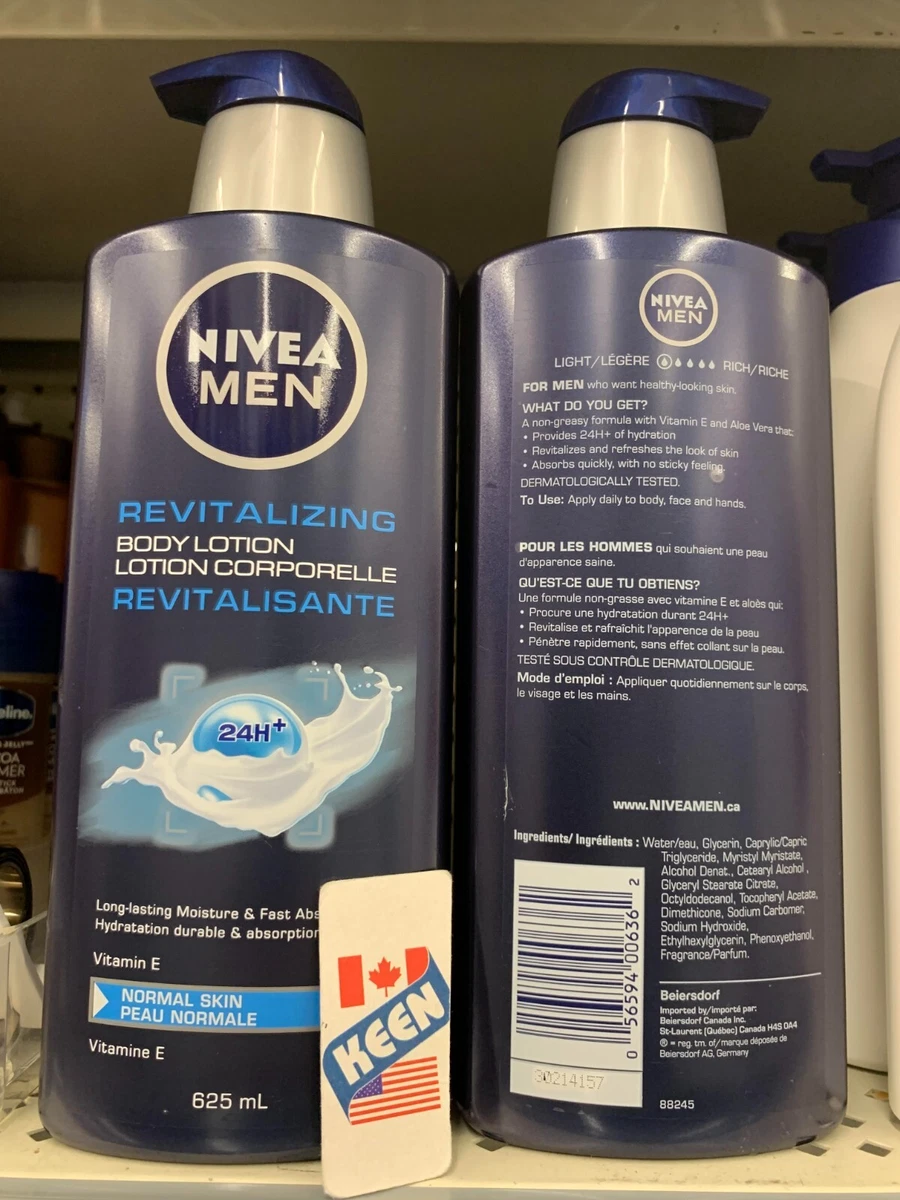 NIVEA
MEN
REVITALIZING
BODY LOTION
LOTION CORPORELLE
REVITALISANTE
24H+
Long-lasting Moisture & Fast
Hydratation durable & absorption
Vitamin E
NORMAL SKIN
PEAU NORMALE
Vitamine E
625 mL
KEEN
NIVEA
MEN
LIGHT/LÉGÈRE RICH/RICHE
FOR MEN who want healthy-looking skin.
WHAT DO YOU GET?
A non-greasy formula with Vitamin E and Aloe Vera that:
• Provides 24H+ of hydration
• Revitalizes and refreshes the look of skin
• Absorbs quickly, with no sticky feeling.
DERMATOLOGICALLY TESTED.
To Use: Apply daily to body, face and hands.
POUR LES HOMMES qui souhaient une peau
d'apparence saine.
QU'EST-CE QUE TU OBTIENS?
Une formule non-grasse avec vitamine E et aloès qui:
• Procure une hydratation durant 24H+
• Revitalise et rafraîchit l'apparence de la peau
• Pénètre rapidement, sans effet collant sur la peau.
TESTÉ SOUS CONTRÔLE DERMATOLOGIQUE.
Mode d'emploi : Appliquer quotidiennement sur le corps,
le visage et les mains.
www.NIVEAMEN.ca
Ingredients/ Ingrédients : Water/eau, Glycerin, Caprylic/Capric
Triglyceride, Myristyl Myristate,
Alcohol Denat., Cetearyl Alcohol ,
Glyceryl Stearate Citrate,
Octyldodecanol, Tocopheryl Acetate,
Dimethicone, Sodium Carbomer,
Sodium Hydroxide,
Ethylhexylglycerin, Phenoxyethanol,
Fragrance/Parfum.
0 56594 00636 2
30214157
Beiersdorf
Imported by/importé par:
Beiersdorf Canada Inc.
St-Laurent (Québec) Canada H4S 0A4
® = reg. tm. of/marque déposée de
Beiersdorf AG, Germany
88245